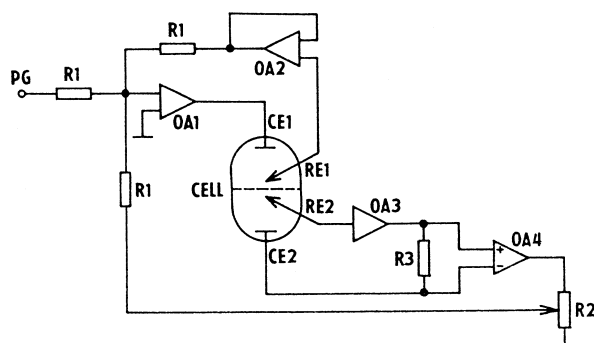 R1
OA2
PG
R1
OA1
CE1
RE1
R1
CELL
RE2
OA3
CE2
R3
+
-
OA4
R2